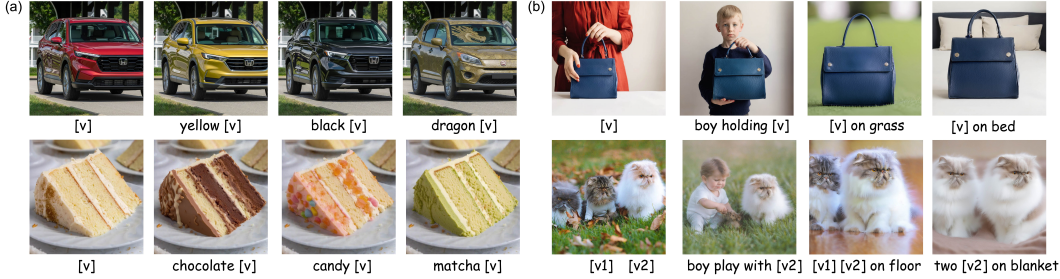 (a)
(b)
[v] yellow [v] black [v] dragon [v]
[v] boy holding [v] [v] on grass [v] on bed
[v] chocolate [v] candy [v] matcha [v]
[v1] [v2] boy play with [v2] [v1] [v2] on floor two [v2] on blanket